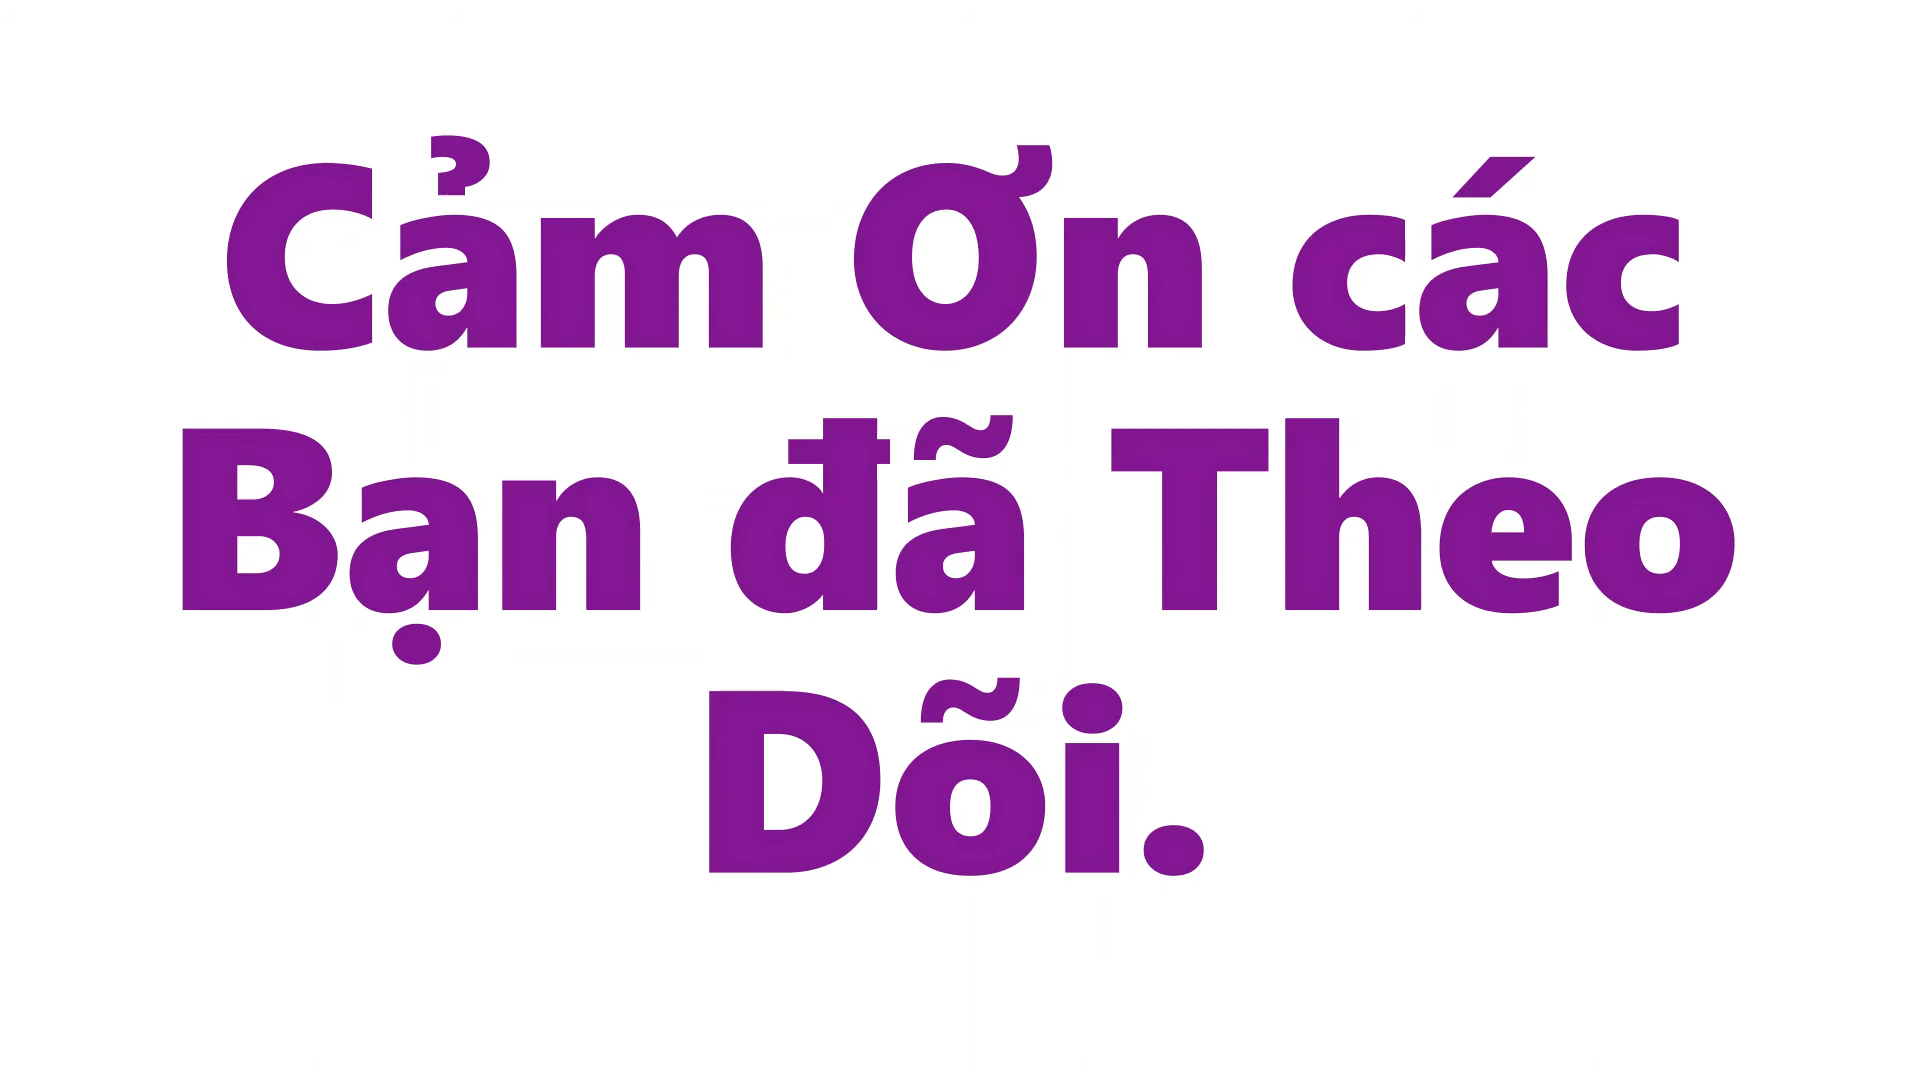 Cảm Ơn các
Bạn đã Theo
Dõi.